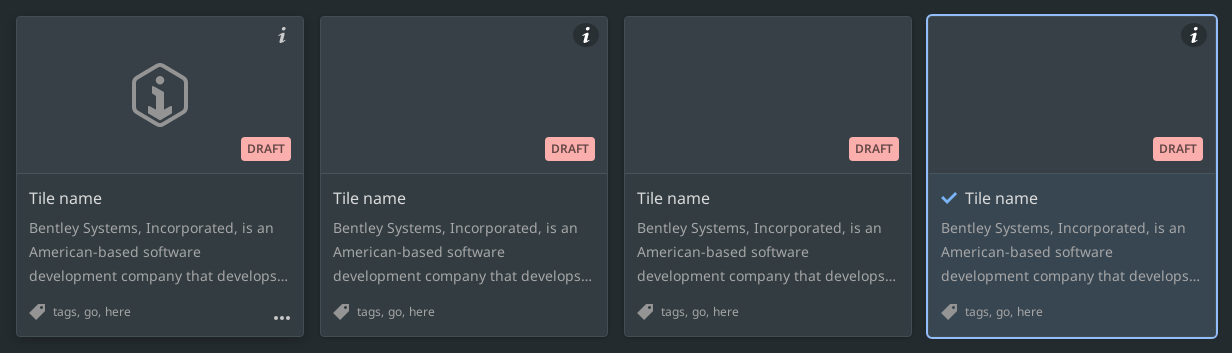 DRAFT
Tile name
Bentley Systems, Incorporated, is an
American-based software
development company that develops...
tags, go, here
DRAFT
Tile name
Bentley Systems, Incorporated, is an
American-based software
development company that develops...
tags, go, here
DRAFT
Tile name
Bentley Systems, Incorporated, is an
American-based software
development company that develops...
tags, go, here
DRAFT
Tile name
Bentley Systems, Incorporated, is an
American-based software
development company that develops...
tags, go, here